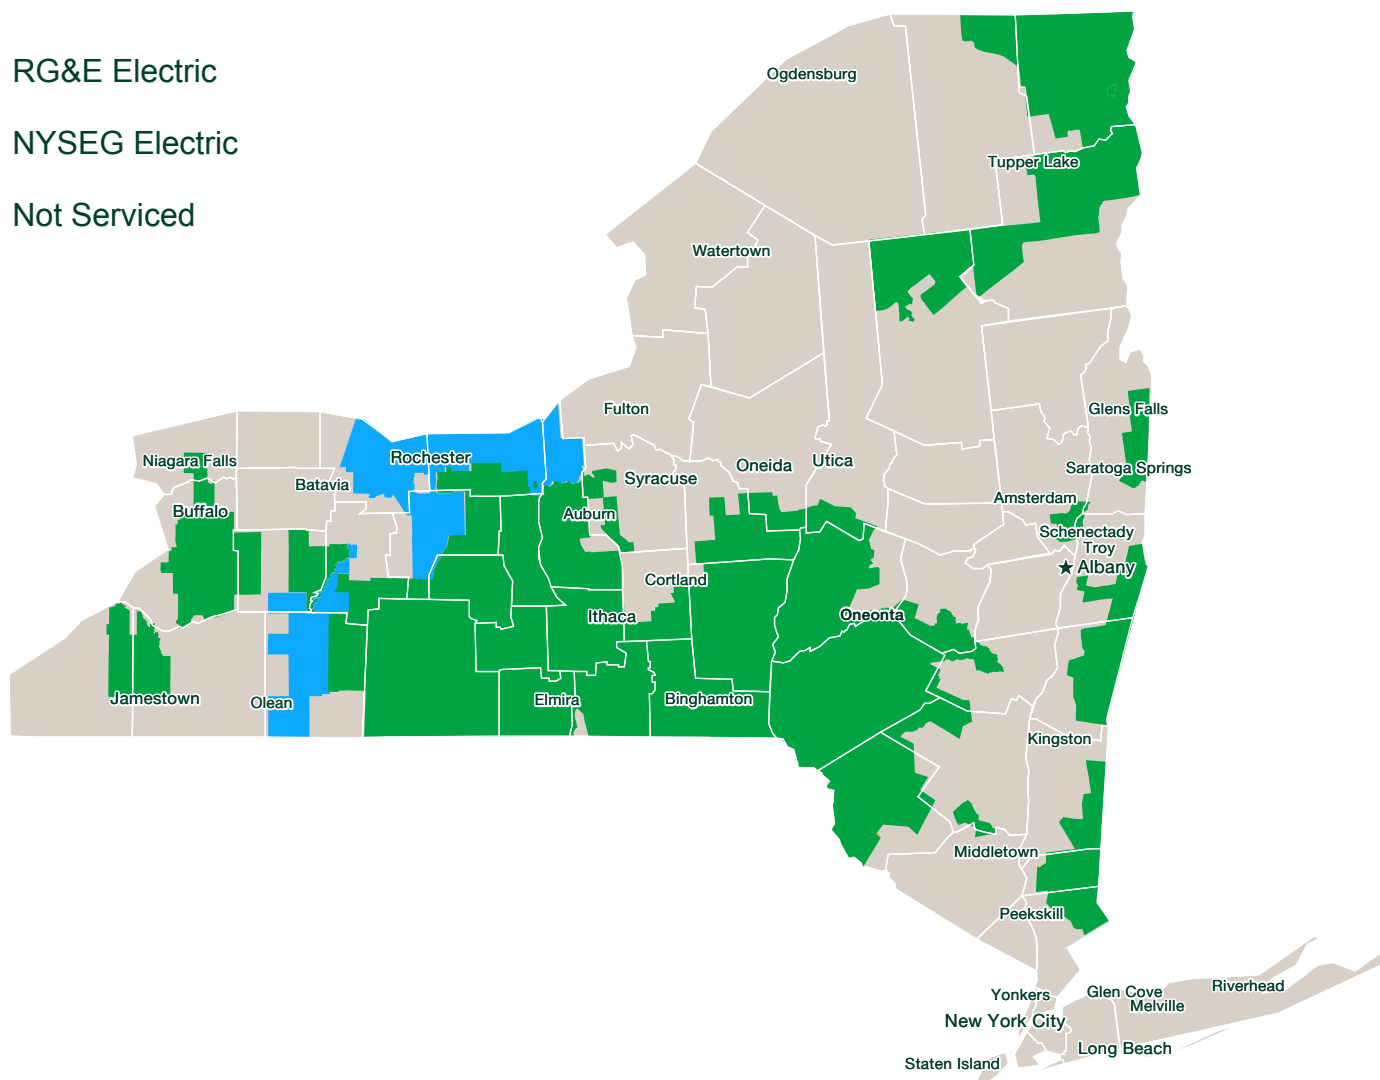 RG&E Electric
NYSEG Electric
Not Serviced
Ogdensburg
Tupper Lake
Watertown
Fulton
Glens Falls
Niagara Falls
Rochester
Syracuse
Oneida
Utica
Saratoga Springs
Batavia
Amsterdam
Buffalo
Auburn
Schenectady
Troy
Albany
Cortland
Ithaca
Oneonta
Jamestown
Olean
Elmira
Binghamton
Kingston
Middletown
Peekskill
Yonkers
Glen Cove
Riverhead
Melville
New York City
Long Beach
Staten Island